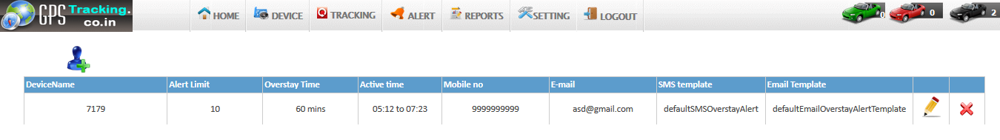 GPS Tracking.
co.in
HOME DEVICE TRACKING ALERT REPORTS SETTING LOGOUT 0 0 2
DeviceName Alert Limit Overstay Time Active time Mobile no E-mail SMS template Email Template
7179 10 60 mins 05:12 to 07:23 9999999999 asd@gmail.com defaultSMSOverstayAlert defaultEmailOverstayAlertTemplate